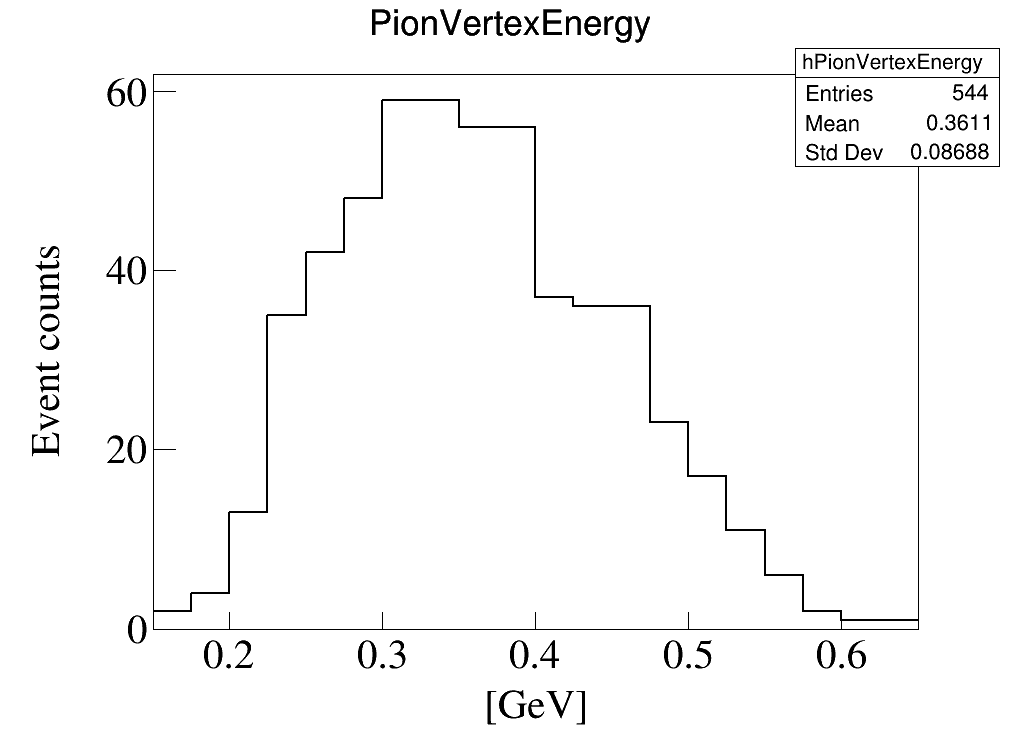 PionVertexEnergy
hPionVertexEnergy
Entries 544
Mean 0.3611
Std Dev 0.08688
60
40
20
0
Event counts
0.2 0.3 0.4 0.5 0.6
[GeV]